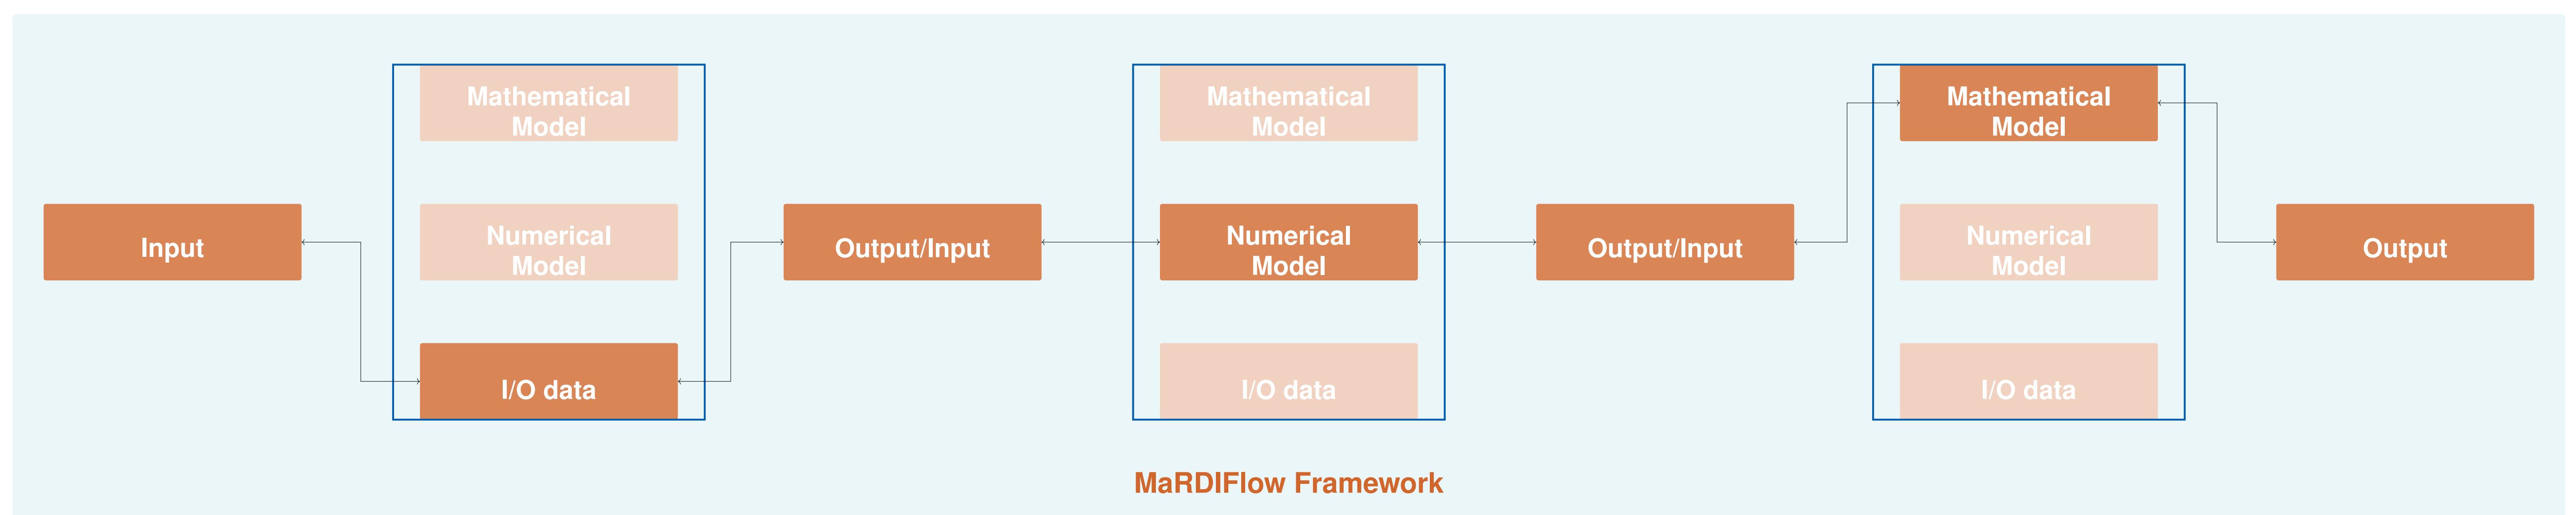 Input
Mathematical
Model
Numerical
Model
I/O data
Output/Input
Mathematical
Model
Numerical
Model
I/O data
Output/Input
Mathematical
Model
Numerical
Model
I/O data
Output
MaRDIFlow Framework